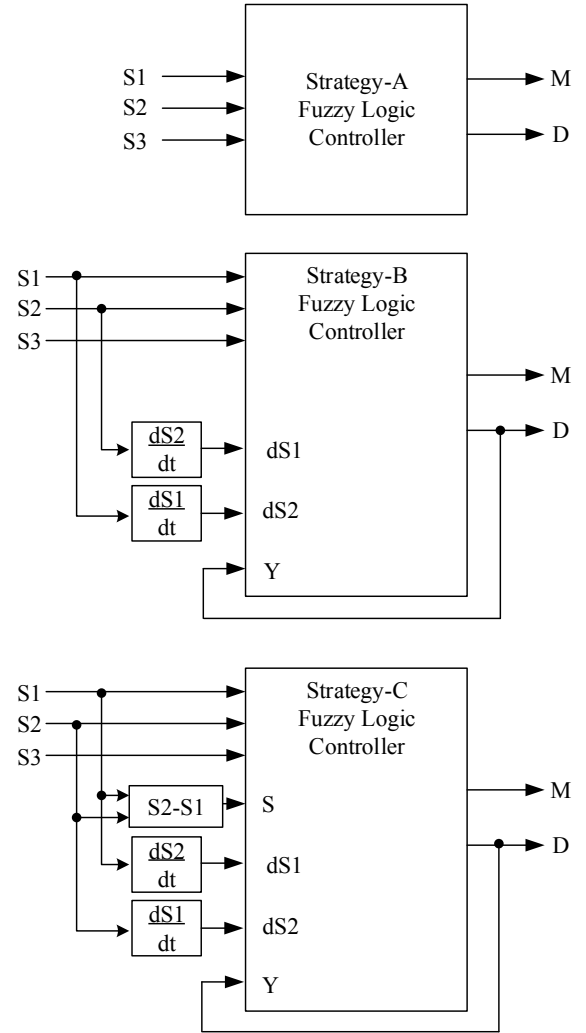 S1
S2
S3
Strategy-A
Fuzzy Logic
Controller
M
D
S1
S2
S3
Strategy-B
Fuzzy Logic
Controller
M
D
dS2
dt
dS1
dS1
dt
dS2
Y
S1
S2
S3
Strategy-C
Fuzzy Logic
Controller
M
D
S2-S1
S
dS2
dt
dS1
dS1
dt
dS2
Y